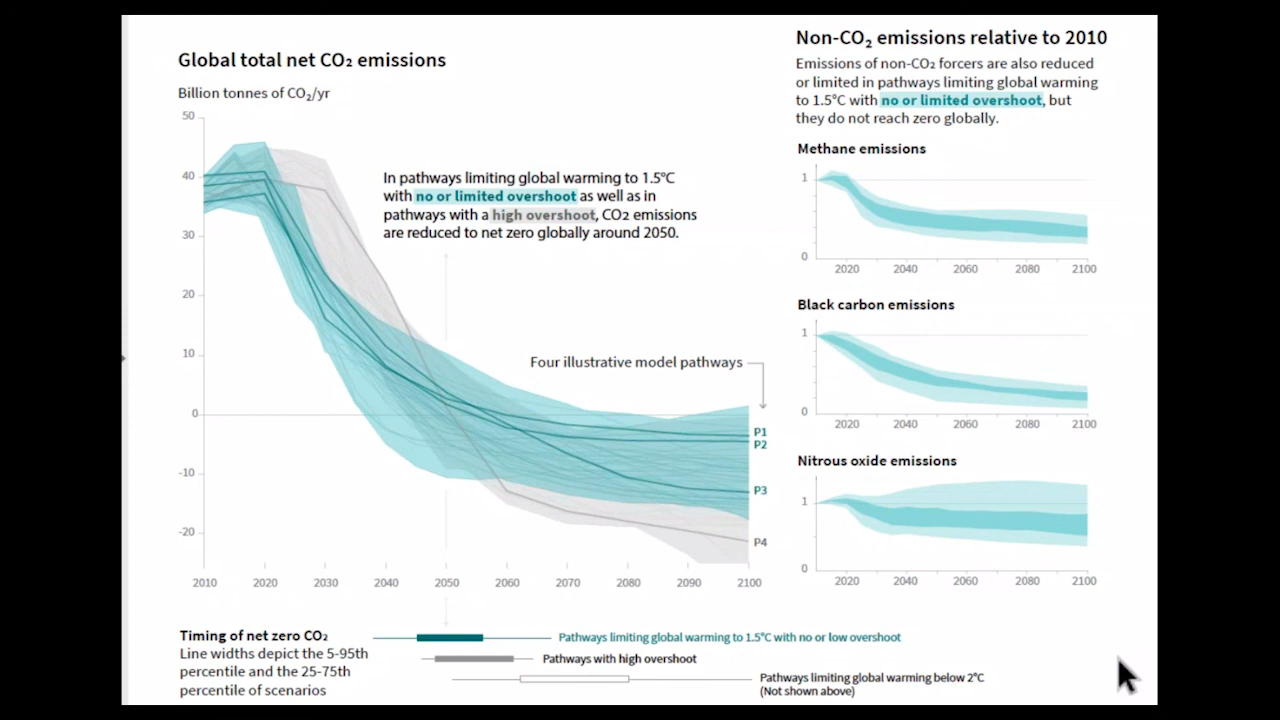 Global total net CO₂ emissions
Billion tonnes of CO₂/yr
50
40
30
20
10
0
-10
-20
2010 2020 2030 2040 2050 2060 2070 2080 2090 2100
In pathways limiting global warming to 1.5°C
with no or limited overshoot as well as in
pathways with a high overshoot, CO2 emissions
are reduced to net zero globally around 2050.
Four illustrative model pathways
P1
P2
P3
P4
Non-CO₂ emissions relative to 2010
Emissions of non-CO₂ forcers are also reduced
or limited in pathways limiting global warming
to 1.5°C with no or limited overshoot, but
they do not reach zero globally.
Methane emissions
1
0
2020 2040 2060 2080 2100
Black carbon emissions
1
0
2020 2040 2060 2080 2100
Nitrous oxide emissions
1
0
2020 2040 2060 2080 2100
Timing of net zero CO₂
Line widths depict the 5-95th
percentile and the 25-75th
percentile of scenarios
Pathways limiting global warming to 1.5°C with no or low overshoot
Pathways with high overshoot
Pathways limiting global warming below 2°C
(Not shown above)